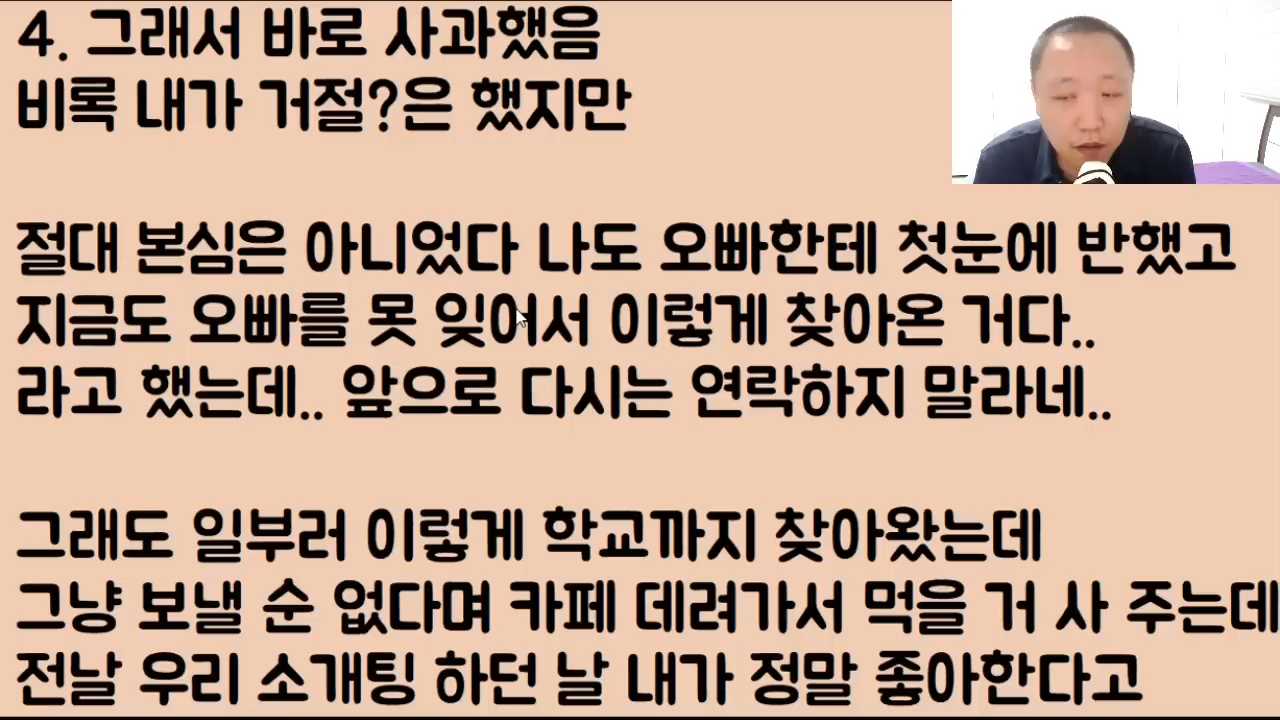 4. 그래서 바로 사과했음
비록 내가 거절?은 했지만
절대 본심은 아니었다 나도 오빠한테 첫눈에 반했고
지금도 오빠를 못 잊어서 이렇게 찾아온 거다..
라고 했는데.. 앞으로 다시는 연락하지 말라네..
그래도 일부러 이렇게 학교까지 찾아왔는데
그냥 보낼 순 없다며 카페 데려가서 먹을 거 사 주는데
전날 우리 소개팅 하던 날 내가 정말 좋아한다고